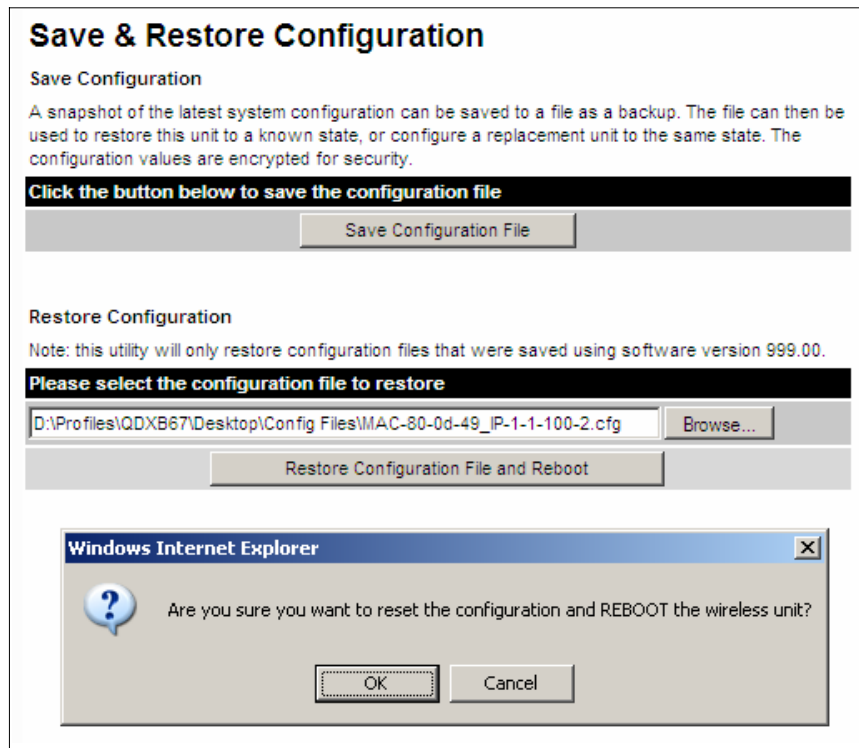 Save & Restore Configuration
Save Configuration
A snapshot of the latest system configuration can be saved to a file as a backup. The file can then be
used to restore this unit to a known state, or configure a replacement unit to the same state. The
configuration values are encrypted for security.
Click the button below to save the configuration file
Save Configuration File
Restore Configuration
Note: this utility will only restore configuration files that were saved using software version 999.00.
Please select the configuration file to restore
D:\Profiles\QDXB67\Desktop\Config Files\MAC-80-0d-49_IP-1-1-100-2.cfg Browse...
Restore Configuration File and Reboot
Windows Internet Explorer
Are you sure you want to reset the configuration and REBOOT the wireless unit?
OK Cancel